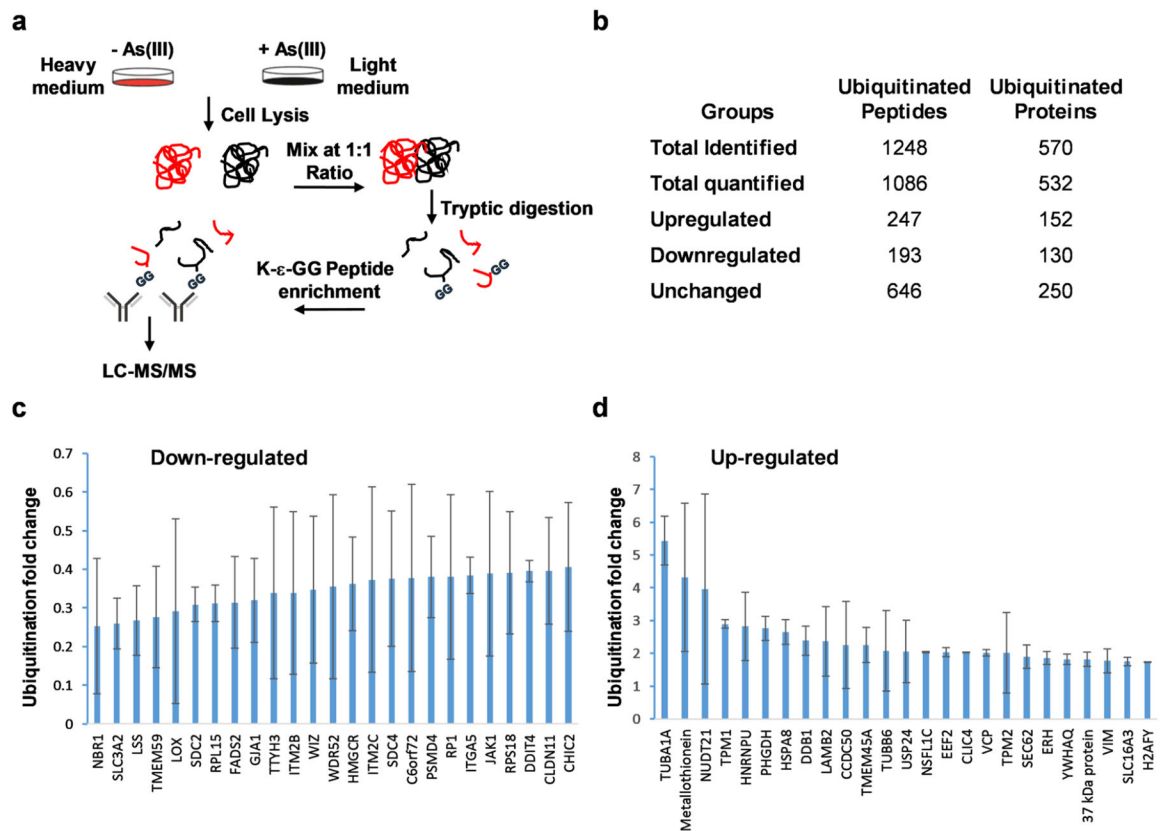 a
- As(III)
+ As(III)
Heavy medium
Light medium
Cell Lysis
Mix at 1:1 Ratio
Tryptic digestion
K-ε-GG Peptide enrichment
GG
GG
GG
GG
LC-MS/MS
b
Groups Ubiquitinated Peptides Ubiquitinated Proteins
Total Identified 1248 570
Total quantified 1086 532
Upregulated 247 152
Downregulated 193 130
Unchanged 646 250
c
Down-regulated
Ubiquitination fold change
0.7
0.6
0.5
0.4
0.3
0.2
0.1
0
NBR1
SLC3A2
LSS
TMEM59
LOX
SDC2
RPL15
FADS2
GJA1
TTYH3
ITM2B
WIZ
WDR52
HMGCR
ITM2C
SDC4
C6orf72
PSMD4
RP1
ITGA5
JAK1
RPS18
DDIT4
CLDN11
CHIC2
d
Up-regulated
Ubiquitination fold change
8
7
6
5
4
3
2
1
0
TUBA1A
Metallothionein
NUDT21
TPM1
HNRNPU
PHGDH
HSPA8
DDB1
LAMB2
CCDC50
TMEM45A
TUBB6
USP24
NSFL1C
EEF2
CLIC4
VCP
TPM2
SEC62
ERH
YWHAQ
37 kDa protein
VIM
SLC16A3
H2AFY